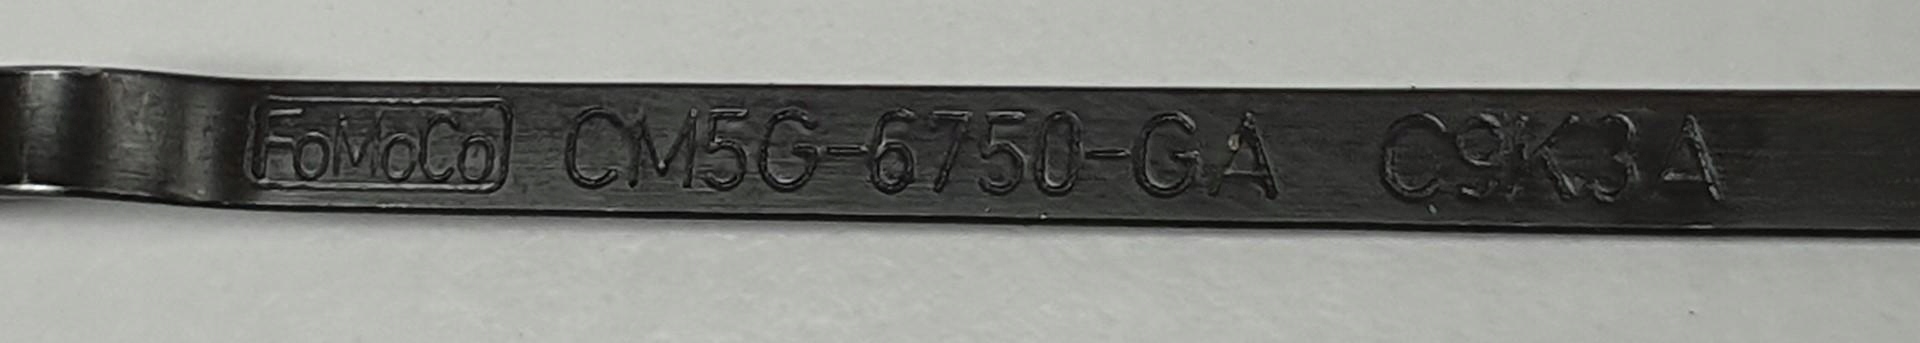 FoMoCo CM5G-6750-GA C9K3A